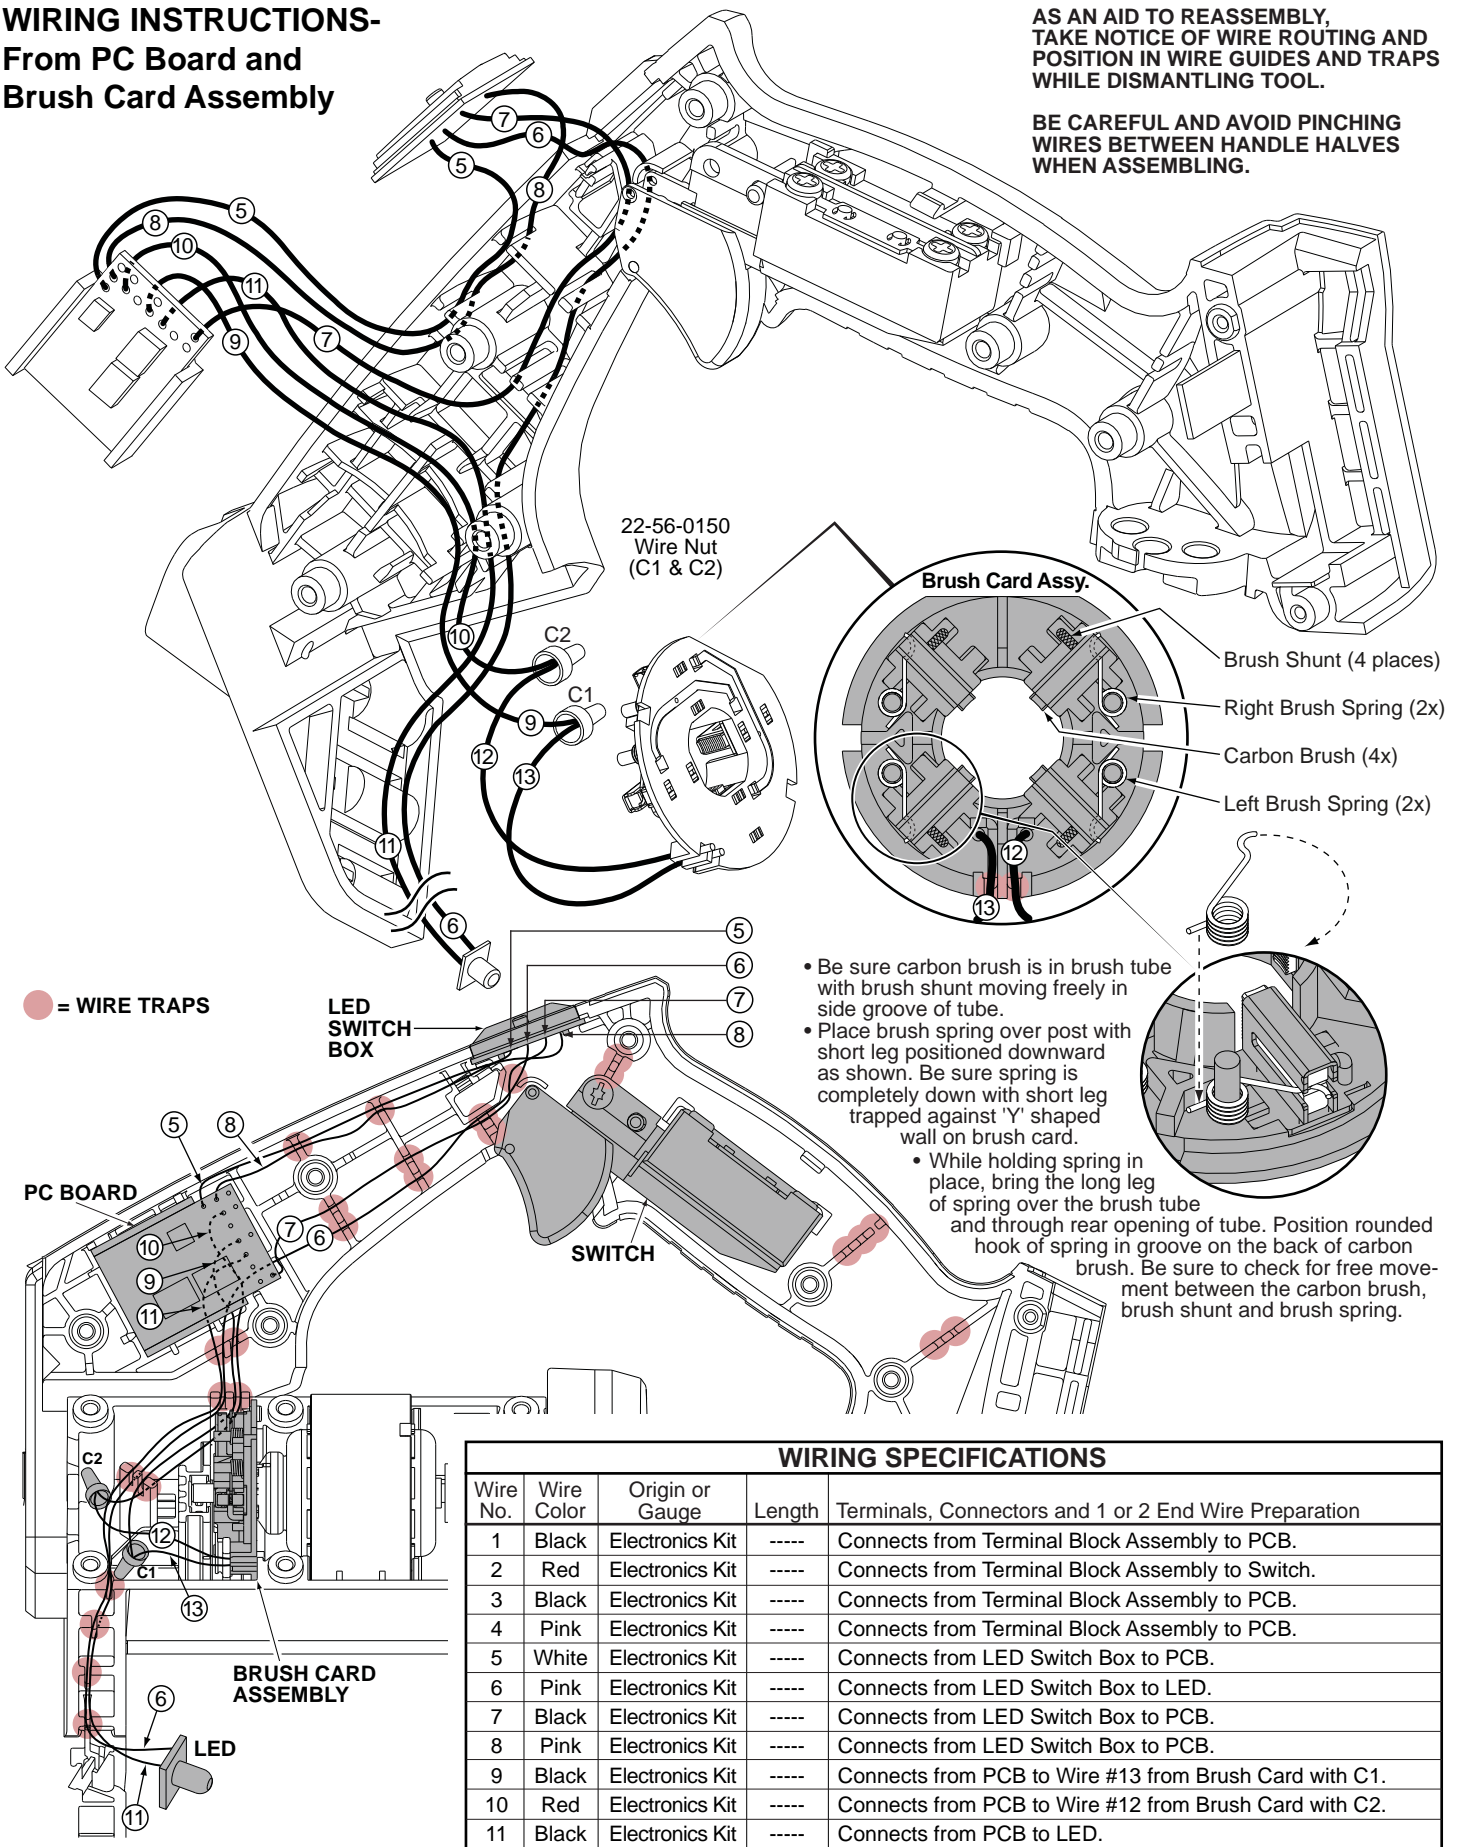 WIRING INSTRUCTIONS-
From PC Board and
Brush Card Assembly
AS AN AID TO REASSEMBLY,
TAKE NOTICE OF WIRE ROUTING AND
POSITION IN WIRE GUIDES AND TRAPS
WHILE DISMANTLING TOOL.
BE CAREFUL AND AVOID PINCHING
WIRES BETWEEN HANDLE HALVES
WHEN ASSEMBLING.
7
6
5
8
5
8
10
11
9
7
22-56-0150
Wire Nut
(C1 & C2)
10
C2
C1
9
12
13
11
6
Brush Card Assy.
Brush Shunt (4 places)
Right Brush Spring (2x)
Carbon Brush (4x)
Left Brush Spring (2x)
12
13
• Be sure carbon brush is in brush tube
with brush shunt moving freely in
side groove of tube.
• Place brush spring over post with
short leg positioned downward
as shown. Be sure spring is
completely down with short leg
trapped against 'Y' shaped
wall on brush card.
• While holding spring in
place, bring the long leg
of spring over the brush tube
and through rear opening of tube. Position rounded
hook of spring in groove on the back of carbon
brush. Be sure to check for free move-
ment between the carbon brush,
brush shunt and brush spring.
= WIRE TRAPS
LED
SWITCH
BOX
5
6
7
8
5
8
PC BOARD
7
6
10
9
11
SWITCH
C2
12
C1
13
BRUSH CARD
ASSEMBLY
6
LED
11
WIRING SPECIFICATIONS
Wire No. Wire Color Origin or Gauge Length Terminals, Connectors and 1 or 2 End Wire Preparation
1 Black Electronics Kit ----- Connects from Terminal Block Assembly to PCB.
2 Red Electronics Kit ----- Connects from Terminal Block Assembly to Switch.
3 Black Electronics Kit ----- Connects from Terminal Block Assembly to PCB.
4 Pink Electronics Kit ----- Connects from Terminal Block Assembly to PCB.
5 White Electronics Kit ----- Connects from LED Switch Box to PCB.
6 Pink Electronics Kit ----- Connects from LED Switch Box to LED.
7 Black Electronics Kit ----- Connects from LED Switch Box to PCB.
8 Pink Electronics Kit ----- Connects from LED Switch Box to PCB.
9 Black Electronics Kit ----- Connects from PCB to Wire #13 from Brush Card with C1.
10 Red Electronics Kit ----- Connects from PCB to Wire #12 from Brush Card with C2.
11 Black Electronics Kit ----- Connects from PCB to LED.